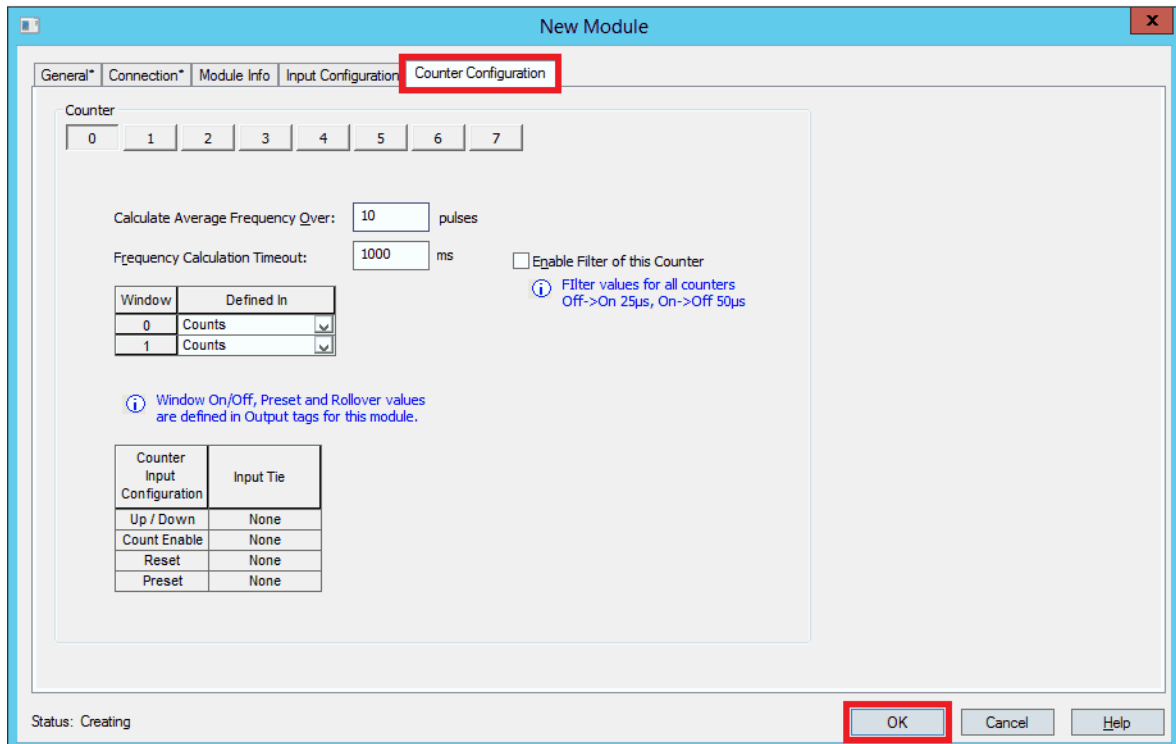 New Module
x
General* Connection* Module Info Input Configuration Counter Configuration
Counter
0 1 2 3 4 5 6 7
Calculate Average Frequency Over: 10 pulses
Frequency Calculation Timeout: 1000 ms
Enable Filter of this Counter
FIlter values for all counters
Off->On 25µs, On->Off 50µs
Window Defined In
0 Counts
1 Counts
Window On/Off, Preset and Rollover values
are defined in Output tags for this module.
Counter
Input
Configuration
Input Tie
Up / Down None
Count Enable None
Reset None
Preset None
Status: Creating
OK Cancel Help